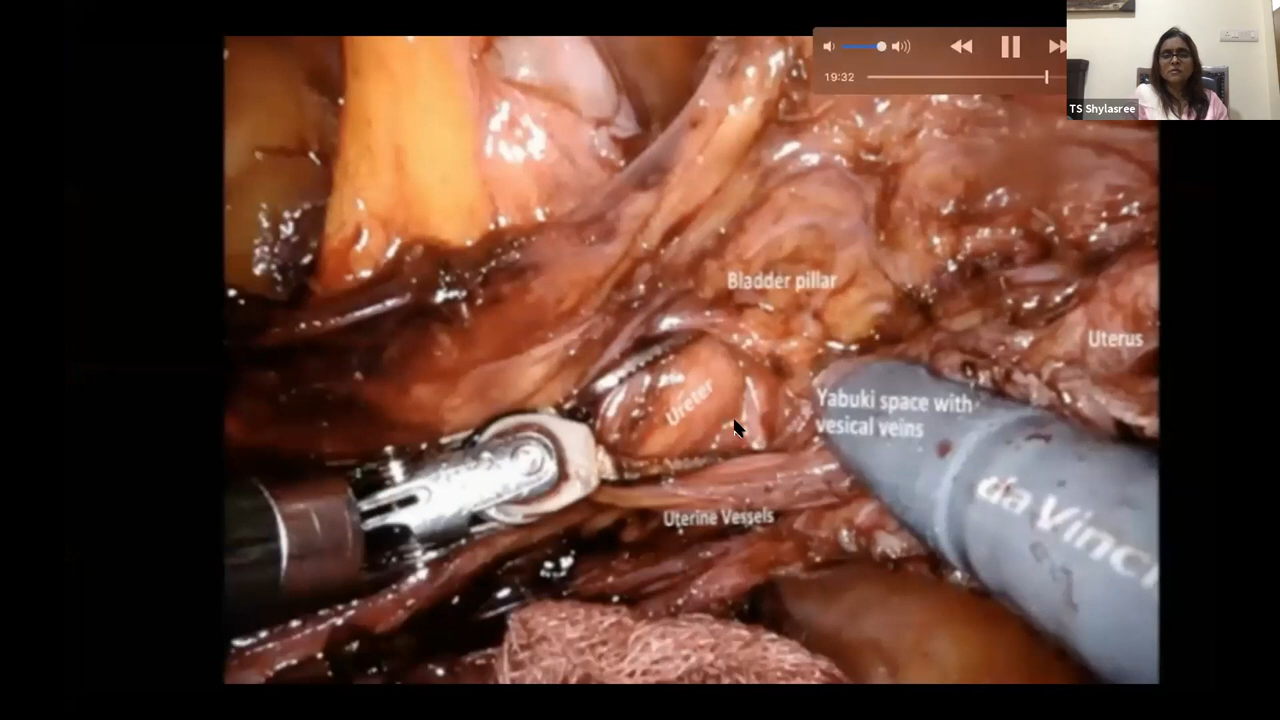 19:32
TS Shylasree
Bladder pillar
Uterus
Ureter
Yabuki space with
vesical veins
da Vinci
Uterine Vessels